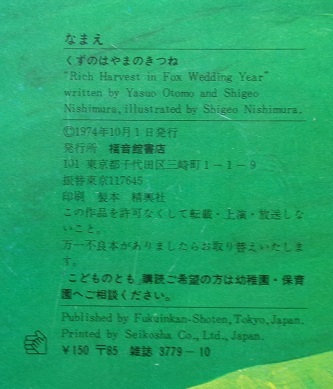 なまえ
くずのはやまのきつね
"Rich Harvest in Fox Wedding Year"
written by Yasuo Otomo and Shigeo
Nishimura, illustrated by Shigeo Nishimura.
©1974年10月1日発行
発行所 福音館書店
101 東京都千代田区三崎町1-1-9
振替東京117645
印刷 製本 精興社
この作品を許可なくして転載・上演・放送しな
いこと。
万一不良本がありましたらお取り替えいたしま
す。
「こどものとも」購読ご希望の方は幼稚園・保育
園へご相談ください。
Published by Fukuinkan-Shoten, Tokyo, Japan.
Printed by Seikosha Co., Ltd., Japan.
¥150 〒85 雑誌 3779-10